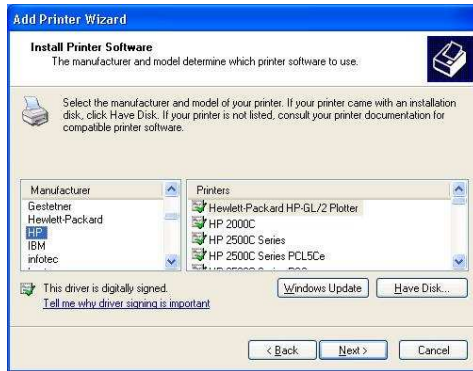 Add Printer Wizard
Install Printer Software
The manufacturer and model determine which printer software to use.
Select the manufacturer and model of your printer. If your printer came with an installation
disk, click Have Disk. If your printer is not listed, consult your printer documentation for
compatible printer software.
Manufacturer
Gestetner
Hewlett-Packard
HP
IBM
infotec
Printers
Hewlett-Packard HP-GL/2 Plotter
HP 2000C
HP 2500C Series
HP 2500C Series PCL5Ce
This driver is digitally signed.
Tell me why driver signing is important
Windows Update
Have Disk...
< Back
Next >
Cancel